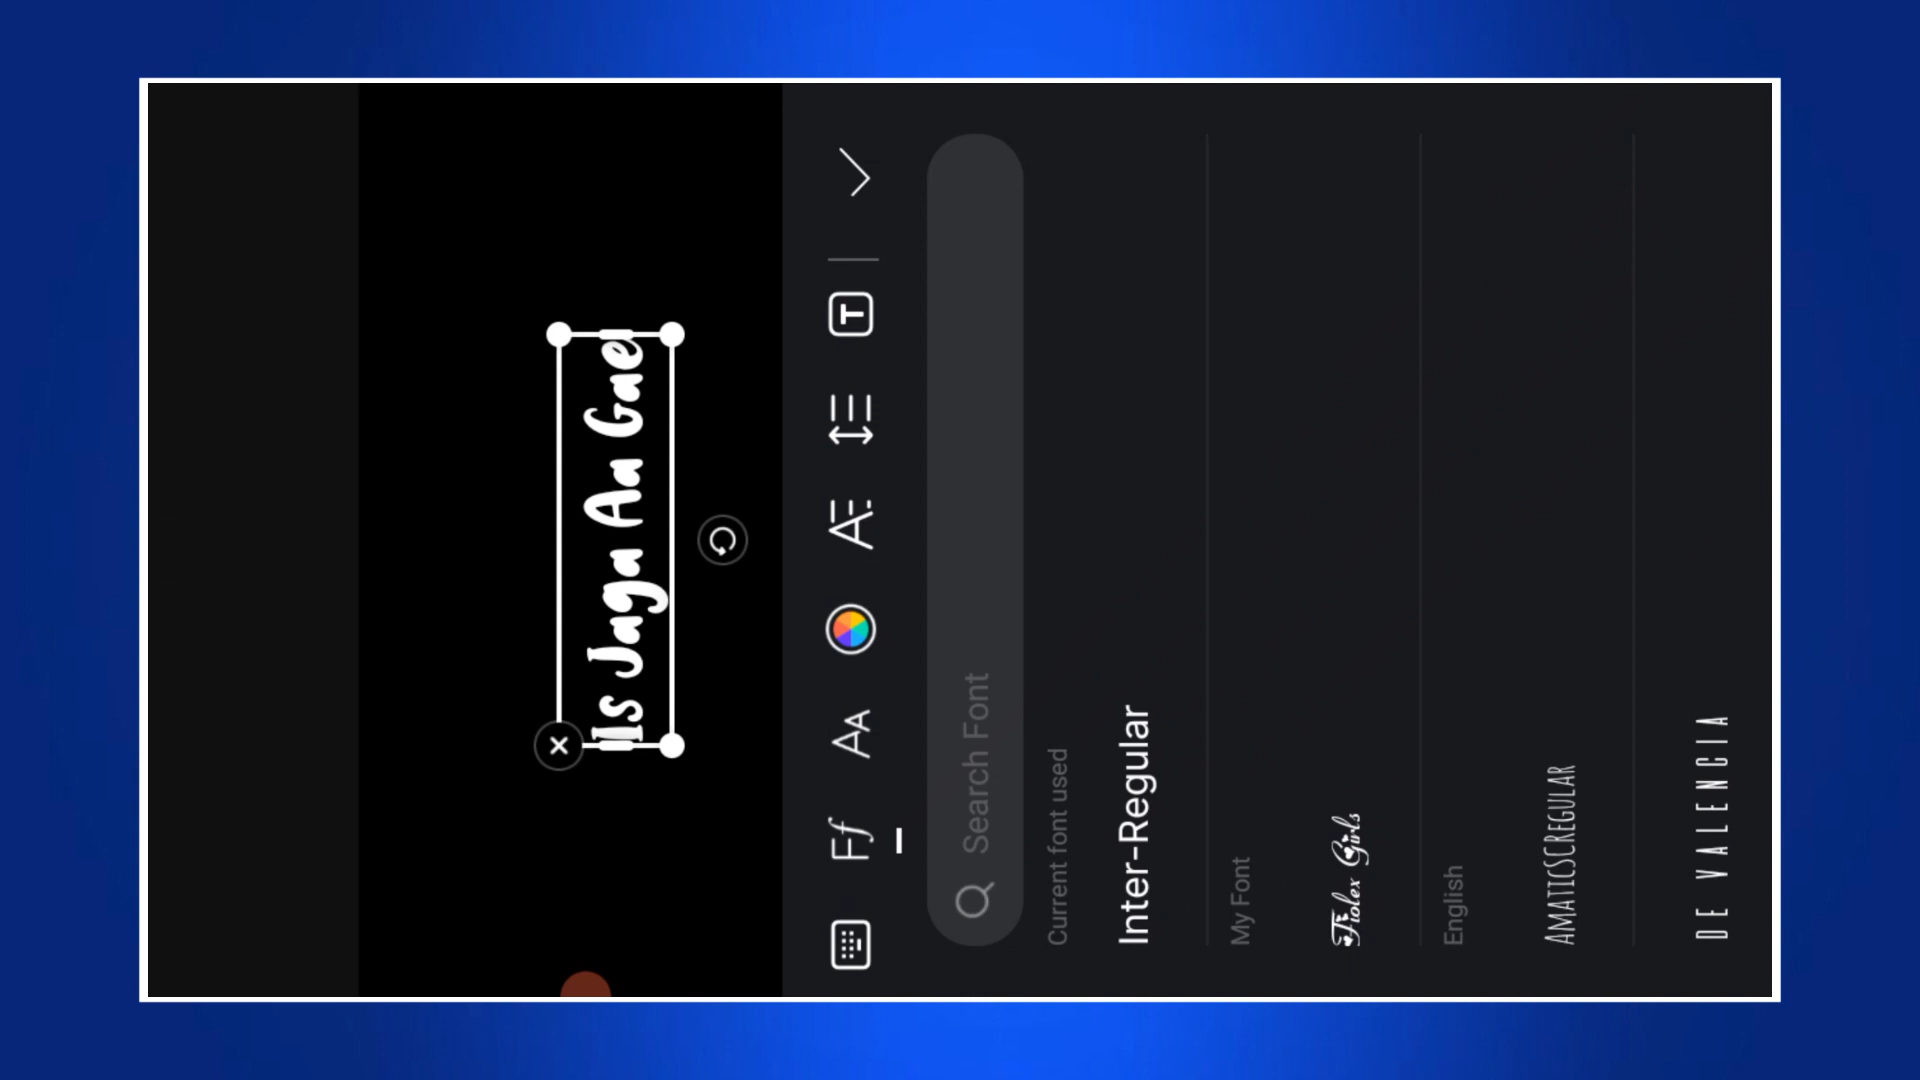 Is Jaga Aa Gae
Search Font
Current font used
Inter-Regular
My Font
Fiolex Girls
English
AMATICSCREGULAR
DE VALENCIA